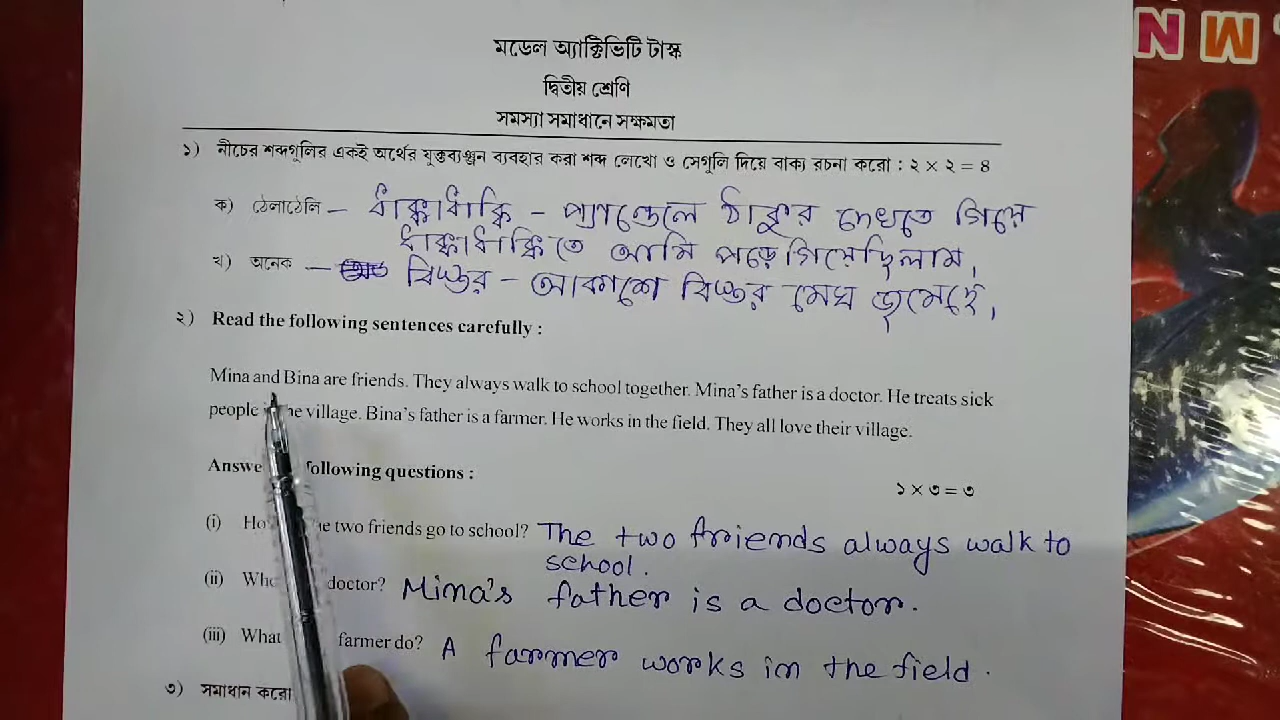 মডেল অ্যাক্টিভিটি টাস্ক
দ্বিতীয় শ্রেণি
সমস্যা সমাধানে সক্ষমতা
১) নীচের শব্দগুলির একই অর্থের যুক্তব্যঞ্জন ব্যবহার করা শব্দ লেখো ও সেগুলি দিয়ে বাক্য রচনা করো : ২ × ২ = ৪
ক) ঠেলাঠেলি – ধাক্কাধাক্কি – প্যান্ডেলে ঠাকুর দেখতে গিয়ে
ধাক্কাধাক্কিতে আমি পড়ে গিয়েছিলাম।
খ) অনেক – বিস্তর – আকাশে বিস্তর মেঘ জমেছে।
২) Read the following sentences carefully :
Mina and Bina are friends. They always walk to school together. Mina's father is a doctor. He treats sick
people he village. Bina's father is a farmer. He works in the field. They all love their village.
Answe following questions :
১ × ৩ = ৩
(i) Ho e two friends go to school? The two friends always walk to
school.
(ii) Who doctor? Mina's father is a doctor.
(iii) What farmer do? A farmer works in the field.
৩) সমাধান করো
N W